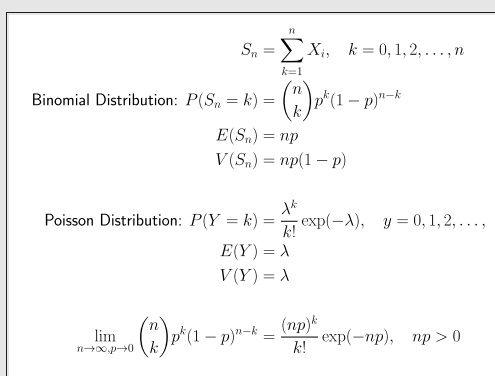 $S_n = \sum_{k=1}^{n} X_i, \quad k = 0, 1, 2, \ldots, n$
Binomial Distribution: $P(S_n = k) = \binom{n}{k} p^k (1 - p)^{n-k}$
$E(S_n) = np$
$V(S_n) = np(1 - p)$
Poisson Distribution: $P(Y = k) = \frac{\lambda^k}{k!} \exp(-\lambda), \quad y = 0, 1, 2, \ldots,$
$E(Y) = \lambda$
$V(Y) = \lambda$
$\lim_{n \to \infty, p \to 0} \binom{n}{k} p^k (1 - p)^{n-k} = \frac{(np)^k}{k!} \exp(-np), \quad np > 0$